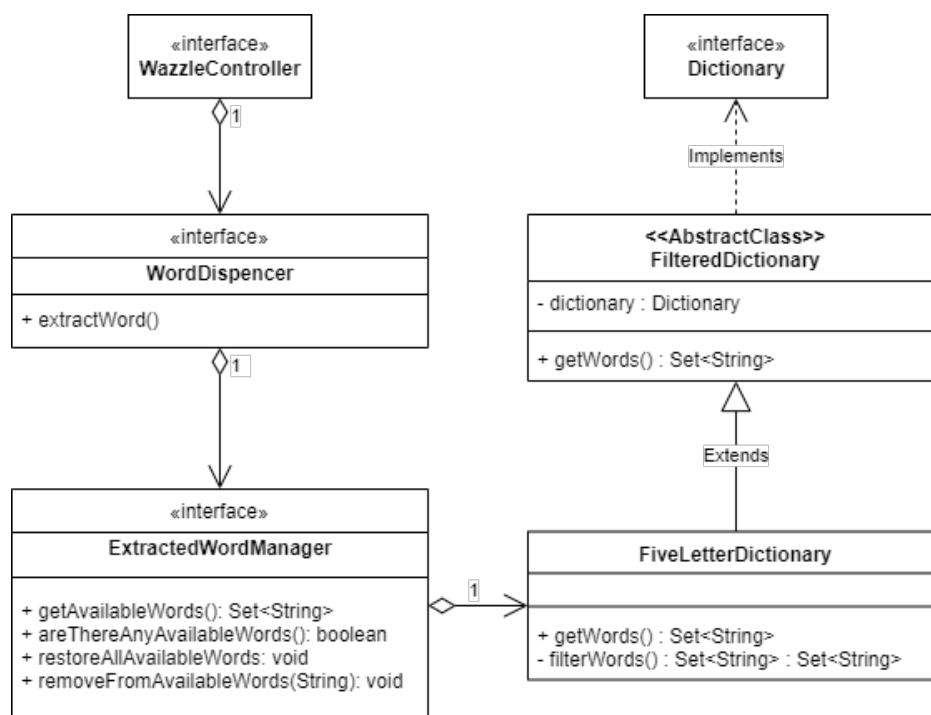 «interface»
WazzleController
1
«interface»
WordDispencer
+ extractWord()
1
«interface»
ExtractedWordManager
+ getAvailableWords(): Set<String>
+ areThereAnyAvailableWords(): boolean
+ restoreAllAvailableWords: void
+ removeFromAvailableWords(String): void
1
«interface»
Dictionary
Implements
<<AbstractClass>>
FilteredDictionary
- dictionary : Dictionary
+ getWords() : Set<String>
Extends
FiveLetterDictionary
+ getWords() : Set<String>
- filterWords() : Set<String> : Set<String>